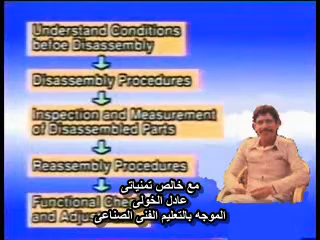 Understand Conditions
befoe Disassembly
Disassembly Procedures
Inspection and Measurement
of Disassembled Parts
Reassembly Procedures
Functional Che
and Adju
مع خالص تمنياتى
عادل الخولى
الموجه بالتعليم الفنى الصناعى